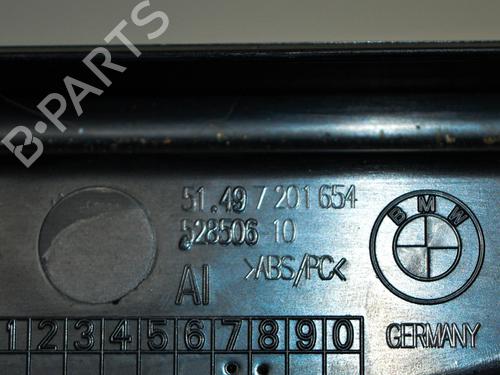 B-PARTS
51.49 7 201 654
528506 10
AI >ABS/PC<
BMW
GERMANY
1 2 3 4 5 6 7 8 9 0